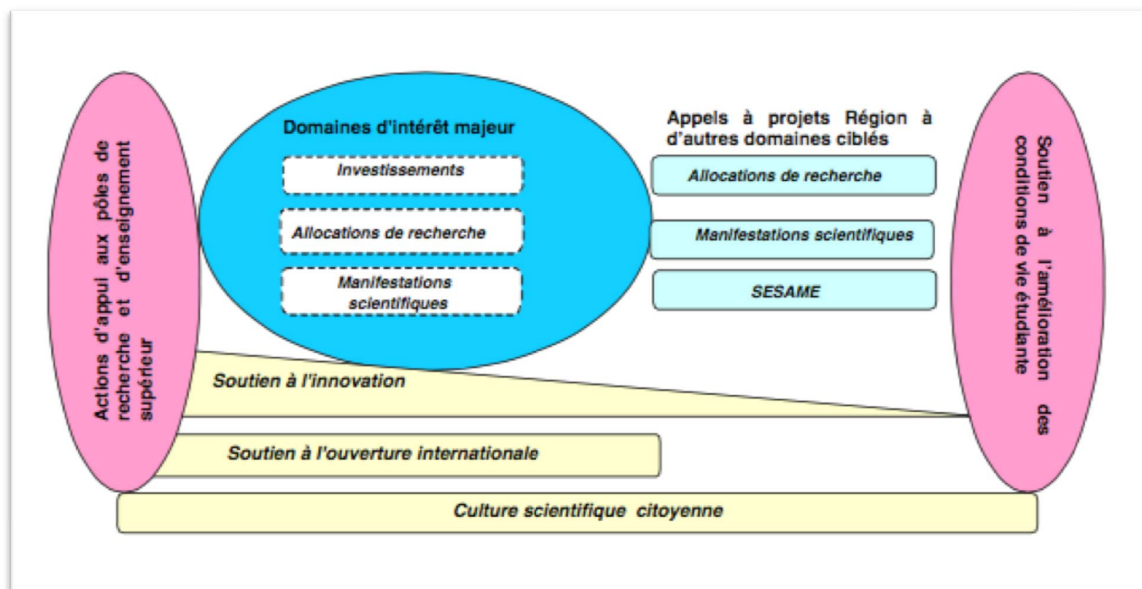 Actions d'appui aux pôles de
recherche et d'enseignement
supérieur
Domaines d'intérêt majeur
Investissements
Allocations de recherche
Manifestations
scientifiques
Appels à projets Région à
d'autres domaines ciblés
Allocations de recherche
Manifestations scientifiques
SESAME
Soutien à l'amélioration des
conditions de vie étudiante
Soutien à l'innovation
Soutien à l'ouverture internationale
Culture scientifique citoyenne